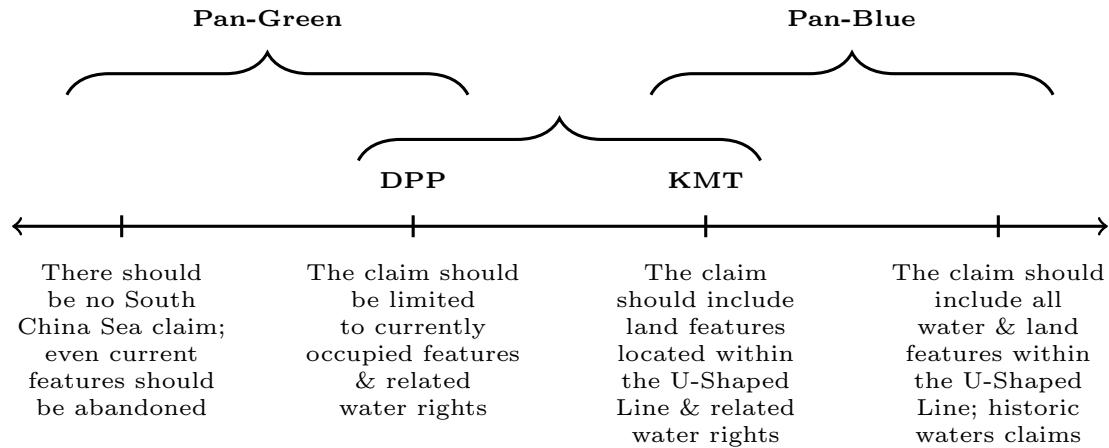 Pan-Green
Pan-Blue
DPP
KMT
There should
be no South
China Sea claim;
even current
features should
be abandoned
The claim should
be limited
to currently
occupied features
& related
water rights
The claim
should include
land features
located within
the U-Shaped
Line & related
water rights
The claim should
include all
water & land
features within
the U-Shaped
Line; historic
waters claims